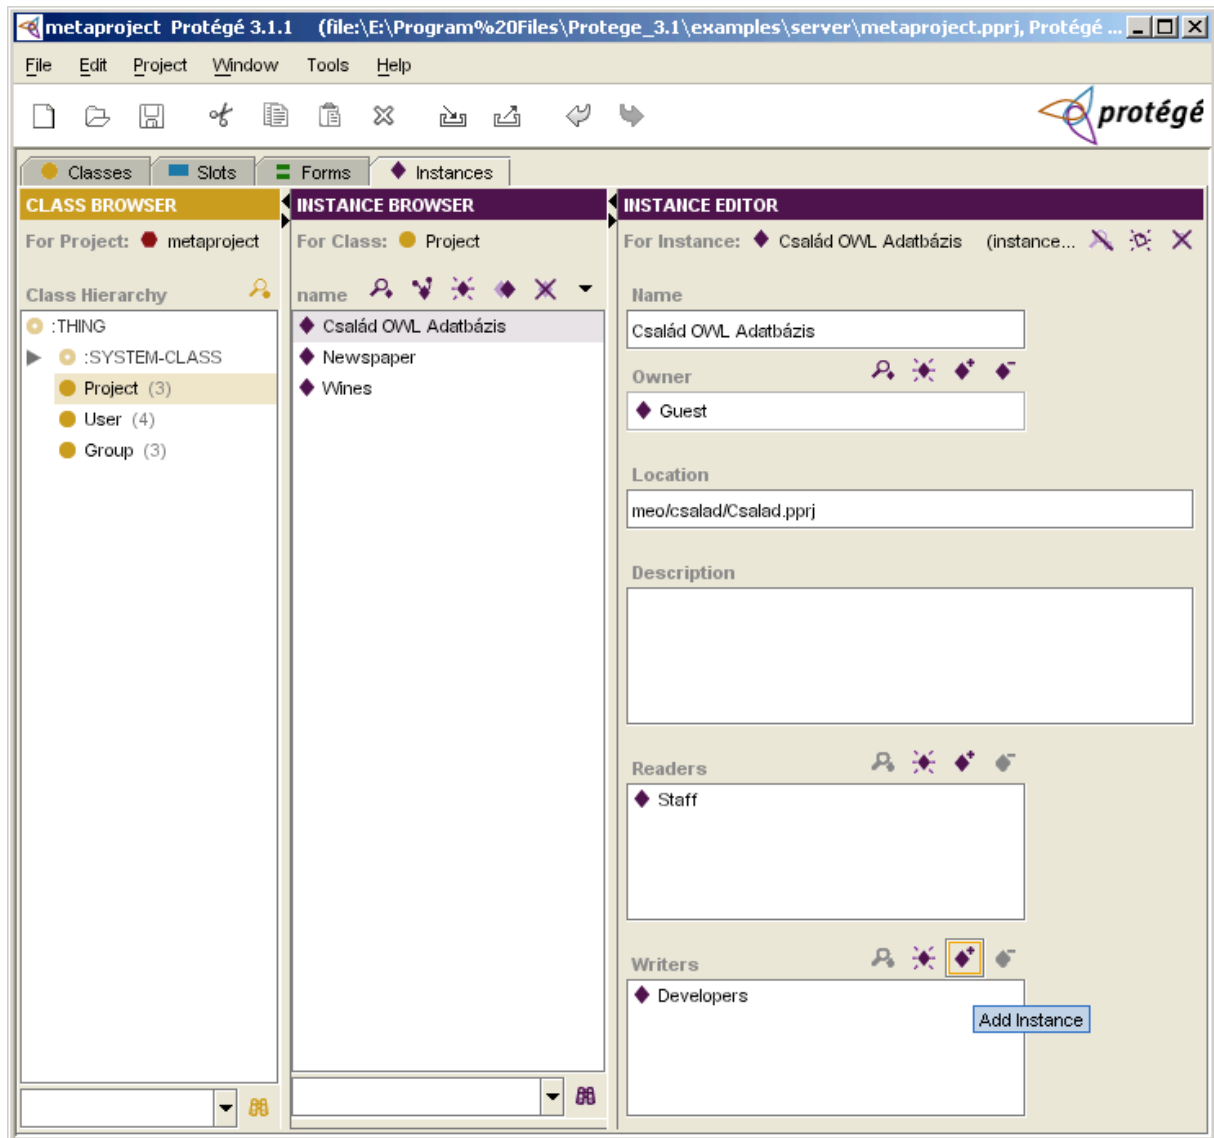 metaproject Protégé 3.1.1 (file:\E:\Program%20Files\Protege_3.1\examples\server\metaproject.pprj, Protégé ...
File Edit Project Window Tools Help
protégé
Classes Slots Forms Instances
CLASS BROWSER
For Project: metaproject
Class Hierarchy
:THING
:SYSTEM-CLASS
Project (3)
User (4)
Group (3)
INSTANCE BROWSER
For Class: Project
name
Család OWL Adatbázis
Newspaper
Wines
INSTANCE EDITOR
For Instance: Család OWL Adatbázis (instance...
Name
Család OWL Adatbázis
Owner
Guest
Location
meo/csalad/Csalad.pprj
Description
Readers
Staff
Writers
Developers
Add Instance